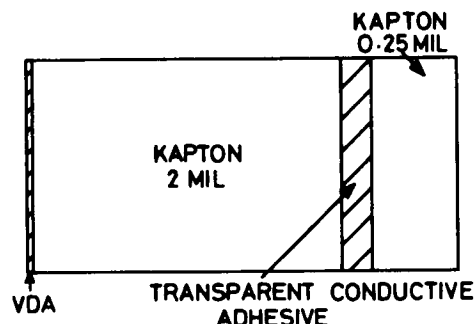 KAPTON
0.25 MIL
KAPTON
2 MIL
VDA
TRANSPARENT CONDUCTIVE
ADHESIVE